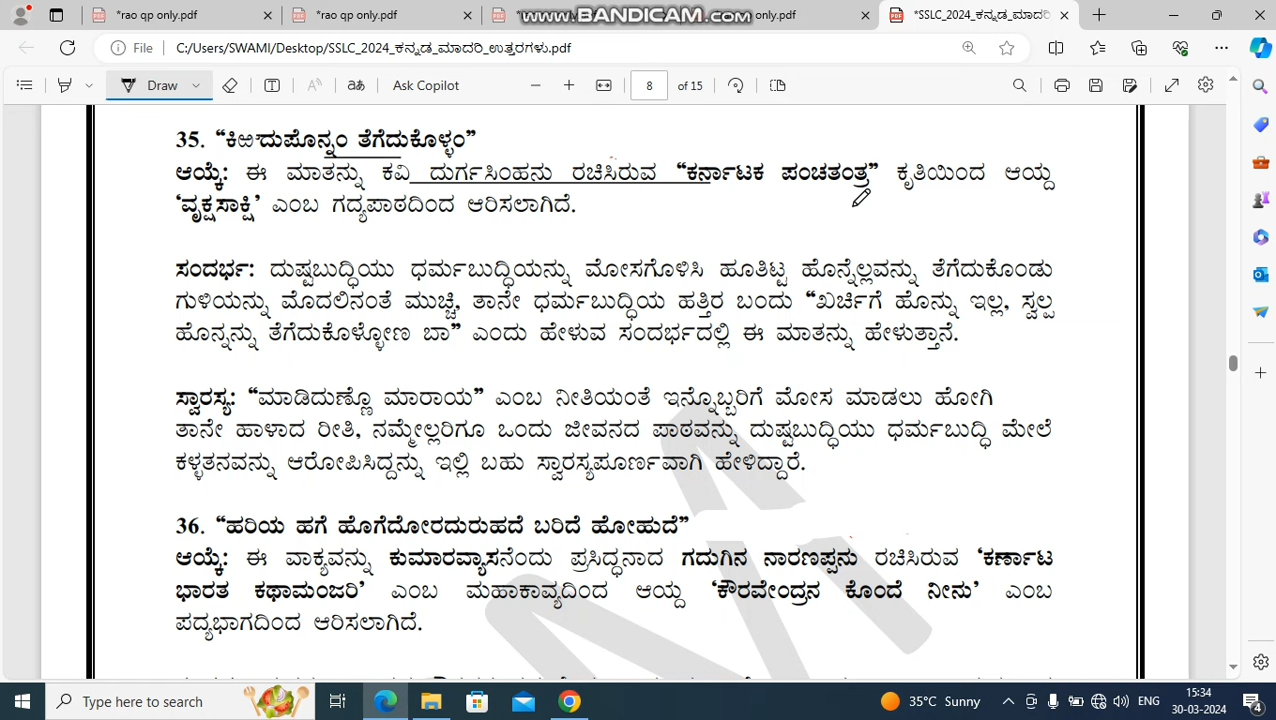 *rao qp only.pdf
*rao qp only.pdf
www.BANDICAM.com
only.pdf
*SSLC_2024_ಕನ್ನಡ_ಮಾದರಿ
File
C:/Users/SWAMI/Desktop/SSLC_2024_ಕನ್ನಡ_ಮಾದರಿ_ಉತ್ತರಗಳು.pdf
Draw
Ask Copilot
8 of 15
35. “ಕಿಱುದುಪೊನ್ನಂ ತೆಗೆದುಕೊಳ್ಳಂ”
ಆಯ್ಕೆ: ಈ ಮಾತನ್ನು ಕವಿ ದುರ್ಗಸಿಂಹನು ರಚಿಸಿರುವ “ಕರ್ನಾಟಕ ಪಂಚತಂತ್ರ” ಕೃತಿಯಿಂದ ಆಯ್ದ
‘ವೃಕ್ಷಸಾಕ್ಷಿ’ ಎಂಬ ಗದ್ಯಪಾಠದಿಂದ ಆರಿಸಲಾಗಿದೆ.
ಸಂದರ್ಭ: ದುಷ್ಟಬುದ್ಧಿಯು ಧರ್ಮಬುದ್ಧಿಯನ್ನು ಮೋಸಗೊಳಿಸಿ ಹೂತಿಟ್ಟ ಹೊನ್ನೆಲ್ಲವನ್ನು ತೆಗೆದುಕೊಂಡು
ಗುಳಿಯನ್ನು ಮೊದಲಿನಂತೆ ಮುಚ್ಚಿ, ತಾನೇ ಧರ್ಮಬುದ್ಧಿಯ ಹತ್ತಿರ ಬಂದು “ಖರ್ಚಿಗೆ ಹೊನ್ನು ಇಲ್ಲ, ಸ್ವಲ್ಪ
ಹೊನ್ನನ್ನು ತೆಗೆದುಕೊಳ್ಳೋಣ ಬಾ” ಎಂದು ಹೇಳುವ ಸಂದರ್ಭದಲ್ಲಿ ಈ ಮಾತನ್ನು ಹೇಳುತ್ತಾನೆ.
ಸ್ವಾರಸ್ಯ: “ಮಾಡಿದುಣ್ಣೊ ಮಾರಾಯ” ಎಂಬ ನೀತಿಯಂತೆ ಇನ್ನೊಬ್ಬರಿಗೆ ಮೋಸ ಮಾಡಲು ಹೋಗಿ
ತಾನೇ ಹಾಳಾದ ರೀತಿ, ನಮ್ಮೆಲ್ಲರಿಗೂ ಒಂದು ಜೀವನದ ಪಾಠವನ್ನು ದುಷ್ಟಬುದ್ಧಿಯು ಧರ್ಮಬುದ್ಧಿ ಮೇಲೆ
ಕಳ್ಳತನವನ್ನು ಆರೋಪಿಸಿದ್ದನ್ನು ಇಲ್ಲಿ ಬಹು ಸ್ವಾರಸ್ಯಪೂರ್ಣವಾಗಿ ಹೇಳಿದ್ದಾರೆ.
36. “ಹರಿಯ ಹಗೆ ಹೊಗೆದೋರದುರುಹದೆ ಬರಿದೆ ಹೋಹುದೆ”
ಆಯ್ಕೆ: ಈ ವಾಕ್ಯವನ್ನು ಕುಮಾರವ್ಯಾಸನೆಂದು ಪ್ರಸಿದ್ಧನಾದ ಗದುಗಿನ ನಾರಣಪ್ಪನು ರಚಿಸಿರುವ ‘ಕರ್ಣಾಟ
ಭಾರತ ಕಥಾಮಂಜರಿ’ ಎಂಬ ಮಹಾಕಾವ್ಯದಿಂದ ಆಯ್ದ ‘ಕೌರವೇಂದ್ರನ ಕೊಂದೆ ನೀನು’ ಎಂಬ
ಪದ್ಯಭಾಗದಿಂದ ಆರಿಸಲಾಗಿದೆ.
Type here to search
35°C Sunny
ENG
15:34
30-03-2024
4